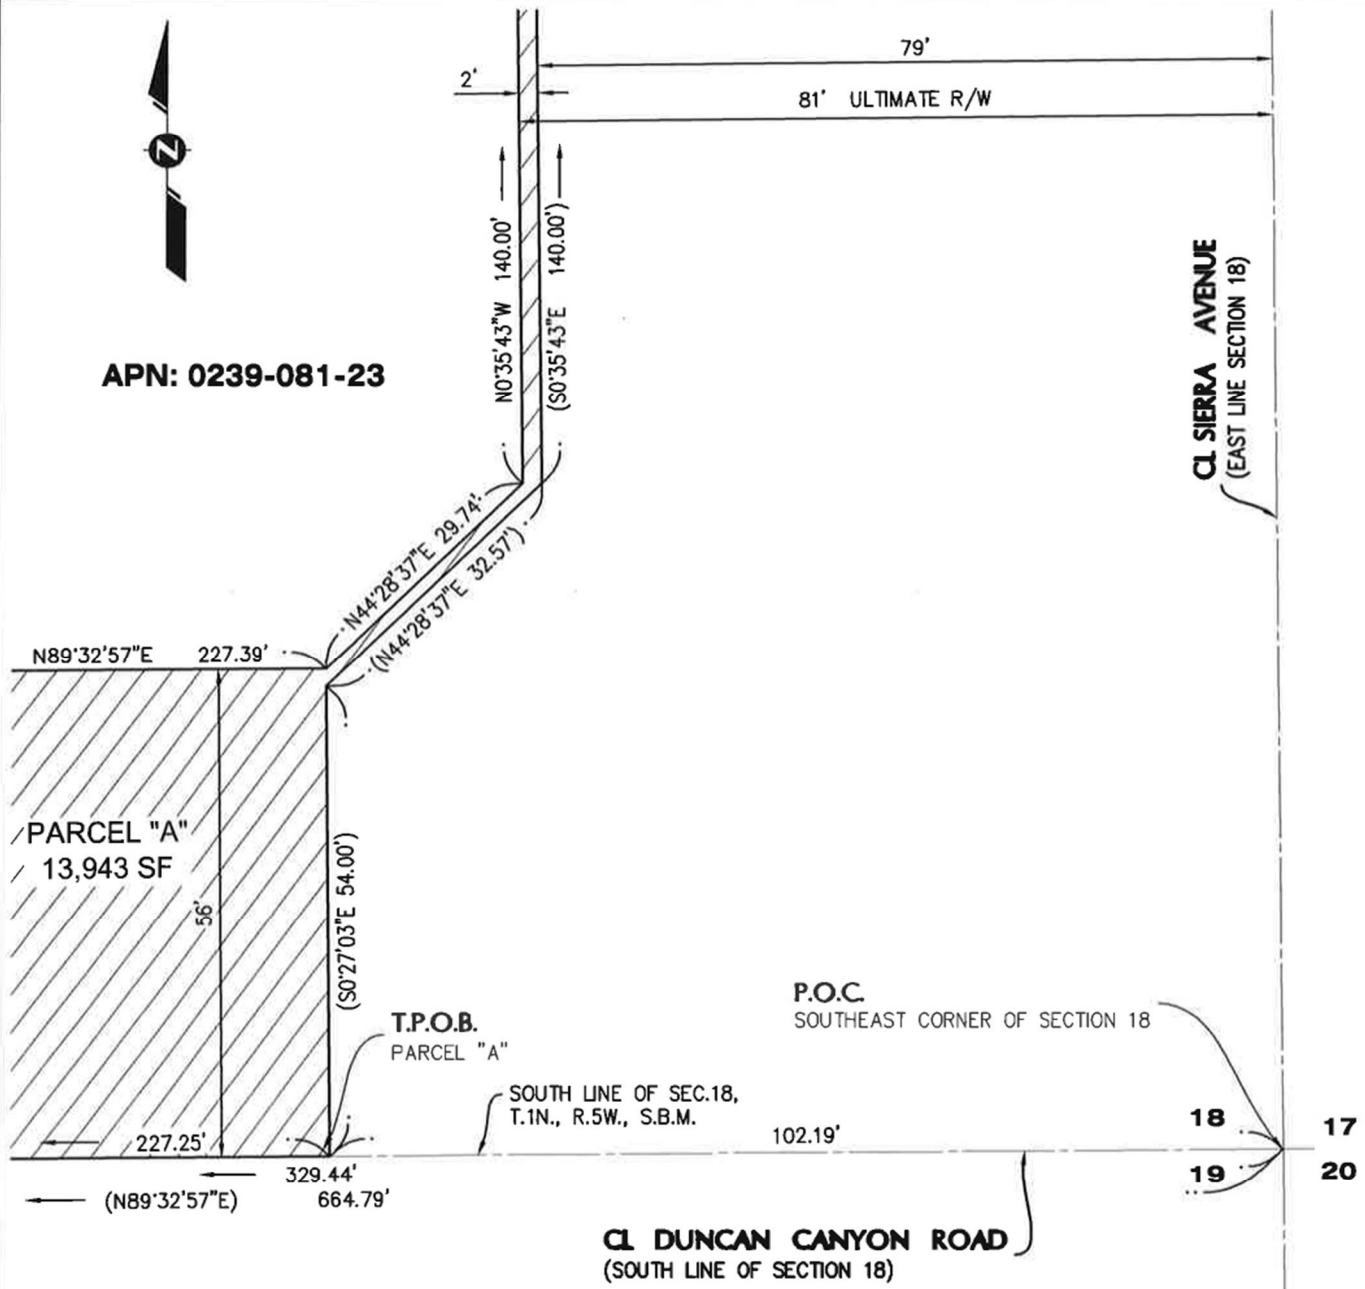 79'
2'
81' ULTIMATE R/W
Z
N0°35'43"W 140.00'
(S0°35'43"E 140.00')
CL SIERRA AVENUE
(EAST LINE SECTION 18)
APN: 0239-081-23
N44°28'37"E 29.74'
(N44°28'37"E 32.57')
N89°32'57"E 227.39'
PARCEL "A"
13,943 SF
56'
(S0°27'03"E 54.00')
T.P.O.B.
PARCEL "A"
P.O.C.
SOUTHEAST CORNER OF SECTION 18
SOUTH LINE OF SEC.18,
T.1N., R.5W., S.B.M.
227.25'
102.19'
18
17
19
20
329.44'
(N89°32'57"E) 664.79'
CL DUNCAN CANYON ROAD
(SOUTH LINE OF SECTION 18)